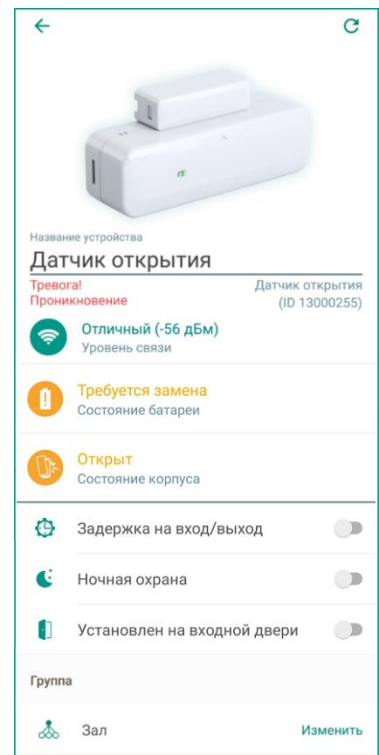 Название устройства
Датчик открытия
Тревога!
Проникновение
Датчик открытия
(ID 13000255)
Отличный (-56 дБм)
Уровень связи
Требуется замена
Состояние батареи
Открыт
Состояние корпуса
Задержка на вход/выход
Ночная охрана
Установлен на входной двери
Группа
Зал
Изменить